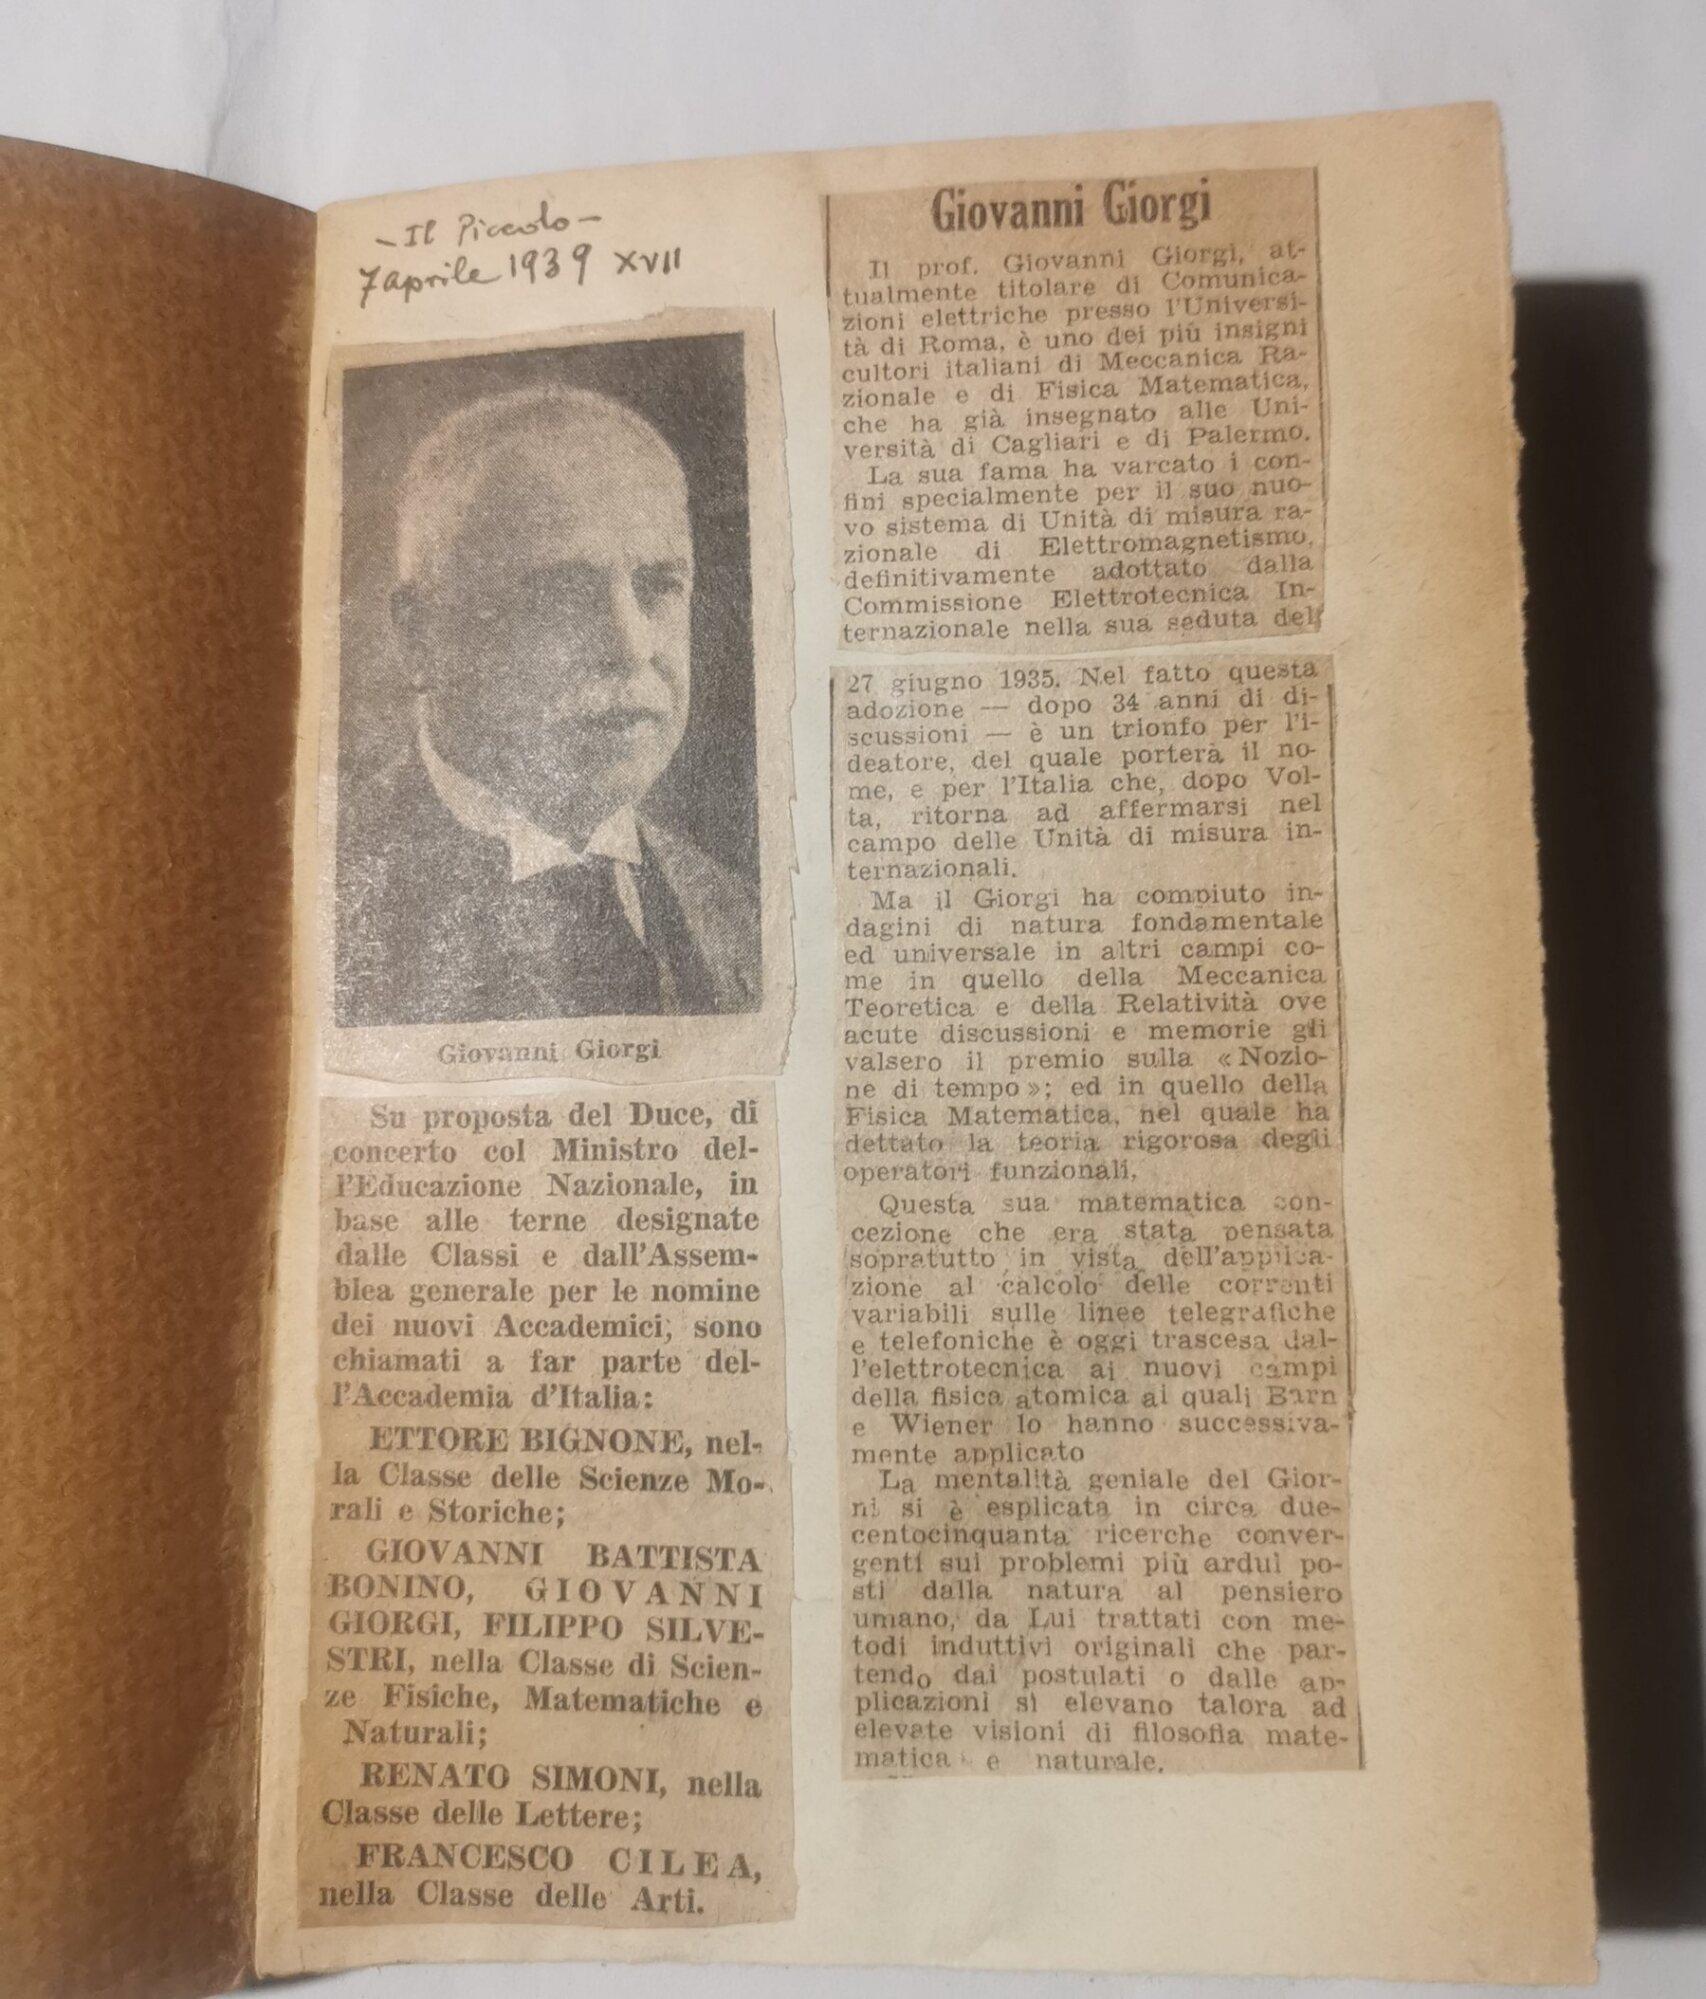 - Il Piccolo -
7 aprile 1939 XVII
Giovanni Giorgi
Su proposta del Duce, di
concerto col Ministro del-
l'Educazione Nazionale, in
base alle terne designate
dalle Classi e dall'Assem-
blea generale per le nomine
dei nuovi Accademici, sono
chiamati a far parte del-
l'Accademia d'Italia:
ETTORE BIGNONE, nel-
la Classe delle Scienze Mo-
rali e Storiche;
GIOVANNI BATTISTA
BONINO, GIOVANNI
GIORGI, FILIPPO SILVE-
STRI, nella Classe di Scien-
ze Fisiche, Matematiche e
Naturali;
RENATO SIMONI, nella
Classe delle Lettere;
FRANCESCO CILEA,
nella Classe delle Arti.
Giovanni Giorgi
Il prof. Giovanni Giorgi, at-
tualmente titolare di Comunica-
zioni elettriche presso l'Universi-
tà di Roma, è uno dei più insigni
cultori italiani di Meccanica Ra-
zionale e di Fisica Matematica,
che ha già insegnato alle Uni-
versità di Cagliari e di Palermo.
La sua fama ha varcato i con-
fini specialmente per il suo nuo-
vo sistema di Unità di misura ra-
zionale di Elettromagnetismo,
definitivamente adottato dalla
Commissione Elettrotecnica In-
ternazionale nella sua seduta del
27 giugno 1935. Nel fatto questa
adozione — dopo 34 anni di di-
scussioni — è un trionfo per l'i-
deatore, del quale porterà il no-
me, e per l'Italia che, dopo Vol-
ta, ritorna ad affermarsi nel
campo delle Unità di misura in-
ternazionali.
Ma il Giorgi ha compiuto in-
dagini di natura fondamentale
ed universale in altri campi co-
me in quello della Meccanica
Teoretica e della Relatività ove
acute discussioni e memorie gli
valsero il premio sulla «Nozio-
ne di tempo»; ed in quello della
Fisica Matematica, nel quale ha
dettato la teoria rigorosa degli
operatori funzionali.
Questa sua matematica con-
cezione che era stata pensata
sopratutto in vista dell'applica-
zione al calcolo delle correnti
variabili sulle linee telegrafiche
e telefoniche è oggi trascesa dal-
l'elettrotecnica ai nuovi campi
della fisica atomica ai quali Barn
e Wiener lo hanno successiva-
mente applicato
La mentalità geniale del Gior-
ni si è esplicata in circa due-
centocinquanta ricerche conver-
genti sui problemi più ardui po-
sti dalla natura al pensiero
umano, da Lui trattati con me-
todi induttivi originali che par-
tendo dai postulati o dalle ap-
plicazioni si elevano talora ad
elevate visioni di filosofia mate-
matica e naturale.